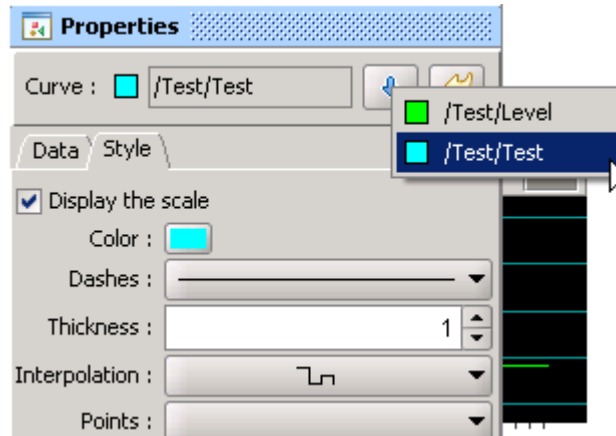 Properties
Curve : /Test/Test
/Test/Level
/Test/Test
Data Style
Display the scale
Color :
Dashes :
Thickness : 1
Interpolation :
Points :